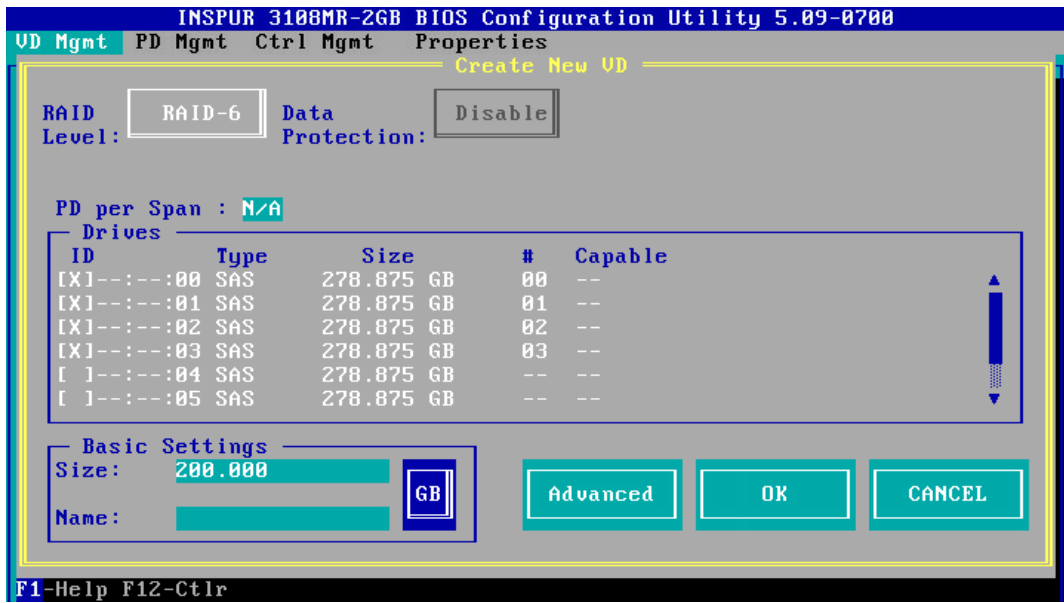 INSPUR 3108MR-2GB BIOS Configuration Utility 5.09-0700
VD Mgmt PD Mgmt Ctrl Mgmt Properties
Create New VD
RAID Level: RAID-6 Data Protection: Disable
PD per Span : N/A
Drives
ID Type Size # Capable
[X]--:--:00 SAS 278.875 GB 00 --
[X]--:--:01 SAS 278.875 GB 01 --
[X]--:--:02 SAS 278.875 GB 02 --
[X]--:--:03 SAS 278.875 GB 03 --
[ ]--:--:04 SAS 278.875 GB -- --
[ ]--:--:05 SAS 278.875 GB -- --
Basic Settings
Size: 200.000 GB
Name:
Advanced OK CANCEL
F1-Help F12-Ctlr